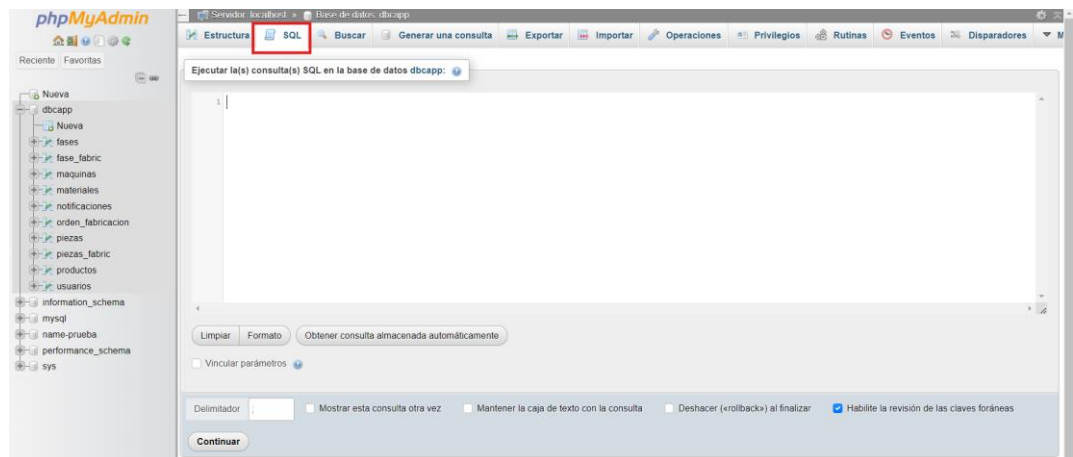 phpMyAdmin
Reciente Favoritas
Nueva
dbcapp
Nueva
fases
fase_fabric
maquinas
materiales
notificaciones
orden_fabricacion
piezas
piezas_fabric
productos
usuarios
information_schema
mysql
name-prueba
performance_schema
sys
Servidor: localhost » Base de datos: dbcapp
Estructura SQL Buscar Generar una consulta Exportar Importar Operaciones Privilegios Rutinas Eventos Disparadores M
Ejecutar la(s) consulta(s) SQL en la base de datos dbcapp:
1
Limpiar Formato Obtener consulta almacenada automáticamente
Vincular parámetros
Delimitador ; Mostrar esta consulta otra vez Mantener la caja de texto con la consulta Deshacer («rollback») al finalizar Habilite la revisión de las claves foráneas
Continuar